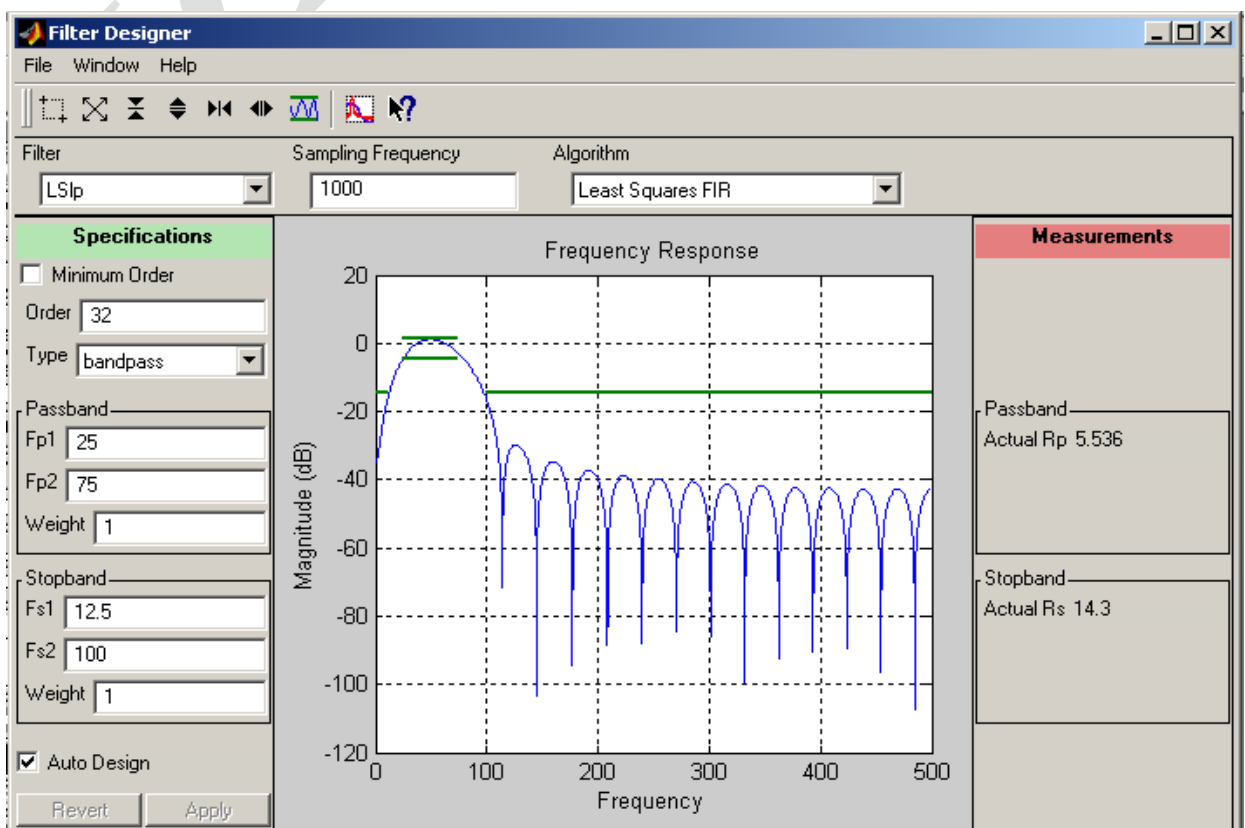 Filter Designer
File Window Help
Filter
Sampling Frequency
Algorithm
LSlp
1000
Least Squares FIR
Specifications
Minimum Order
Order 32
Type bandpass
Passband
Fp1 25
Fp2 75
Weight 1
Stopband
Fs1 12.5
Fs2 100
Weight 1
Auto Design
Revert Apply
Frequency Response
Magnitude (dB)
20
0
-20
-40
-60
-80
-100
-120
0 100 200 300 400 500
Frequency
Measurements
Passband
Actual Rp 5.536
Stopband
Actual Rs 14.3